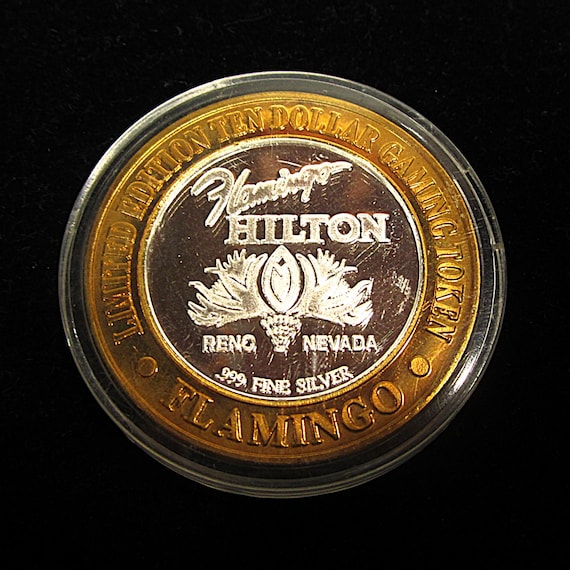 LIMITED EDITION TEN DOLLAR GAMING TOKEN
Flamingo
HILTON
RENO NEVADA
.999 FINE SILVER
• FLAMINGO •